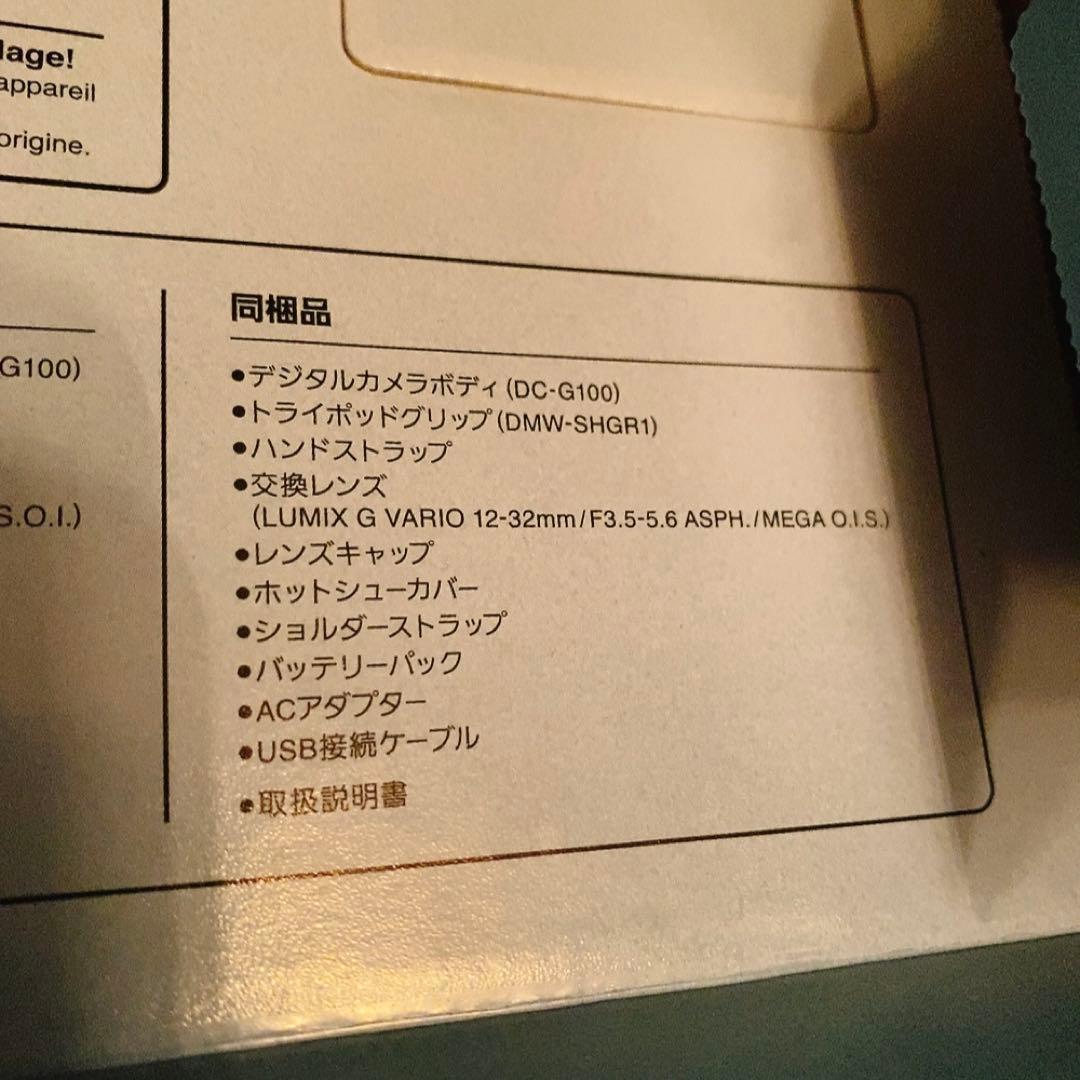 lage!
appareil
origine.
G100)
S.O.I.)
同梱品
●デジタルカメラボディ(DC-G100)
●トライポッドグリップ(DMW-SHGR1)
●ハンドストラップ
●交換レンズ
(LUMIX G VARIO 12-32mm/F3.5-5.6 ASPH./MEGA O.I.S.)
●レンズキャップ
●ホットシューカバー
●ショルダーストラップ
●バッテリーパック
●ACアダプター
●USB接続ケーブル
●取扱説明書